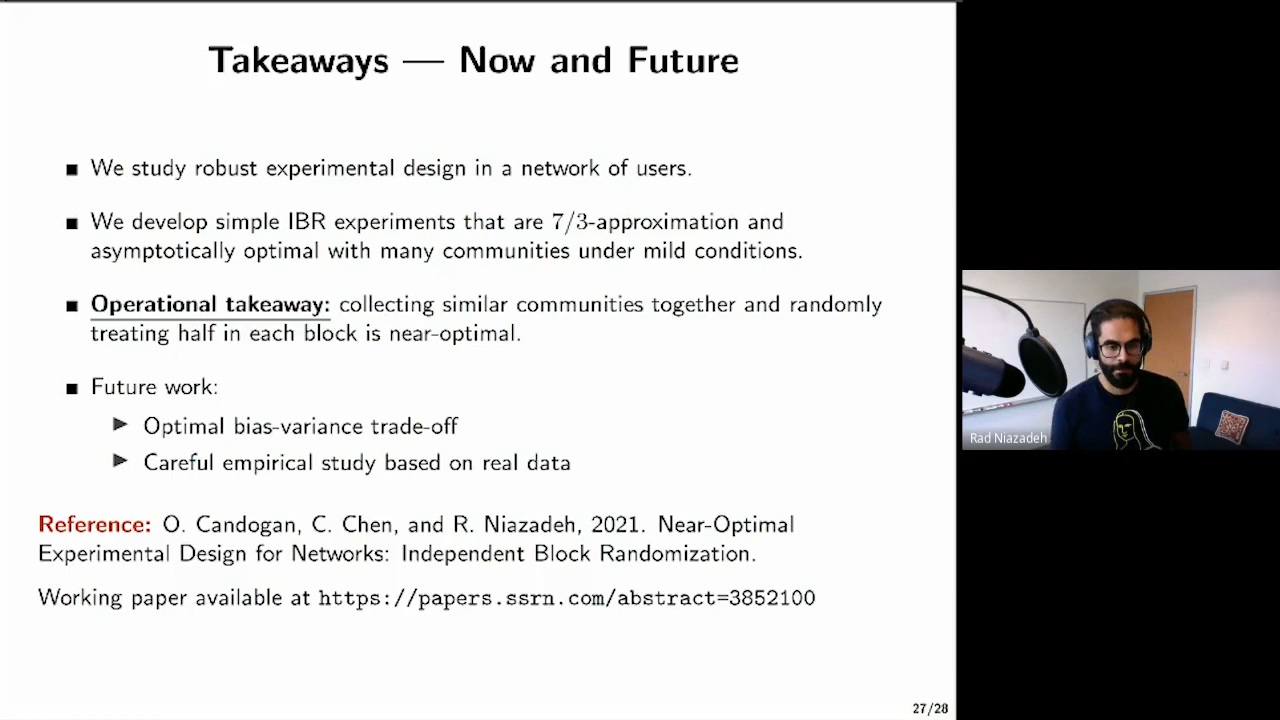 Takeaways — Now and Future
■ We study robust experimental design in a network of users.
■ We develop simple IBR experiments that are 7/3-approximation and
asymptotically optimal with many communities under mild conditions.
■ Operational takeaway: collecting similar communities together and randomly
treating half in each block is near-optimal.
■ Future work:
▶ Optimal bias-variance trade-off
▶ Careful empirical study based on real data
Reference: O. Candogan, C. Chen, and R. Niazadeh, 2021. Near-Optimal
Experimental Design for Networks: Independent Block Randomization.
Working paper available at https://papers.ssrn.com/abstract=3852100
27/28
Rad Niazadeh